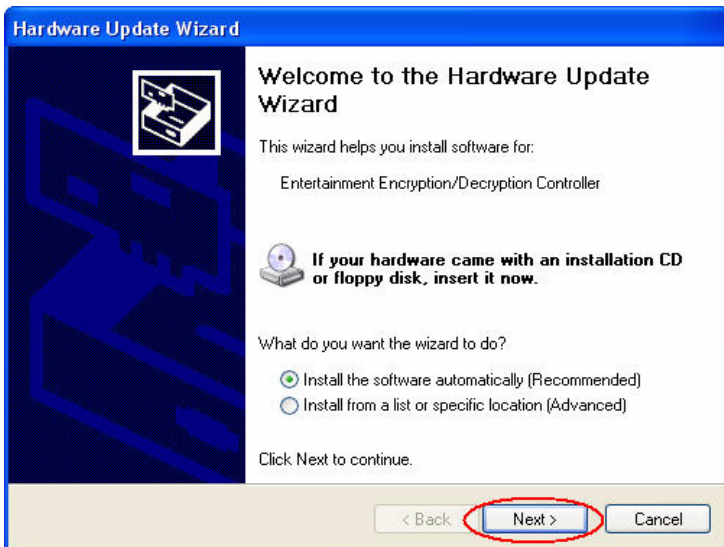 Hardware Update Wizard
Welcome to the Hardware Update
Wizard
This wizard helps you install software for:
Entertainment Encryption/Decryption Controller
If your hardware came with an installation CD
or floppy disk, insert it now.
What do you want the wizard to do?
Install the software automatically (Recommended)
Install from a list or specific location (Advanced)
Click Next to continue.
< Back Next > Cancel